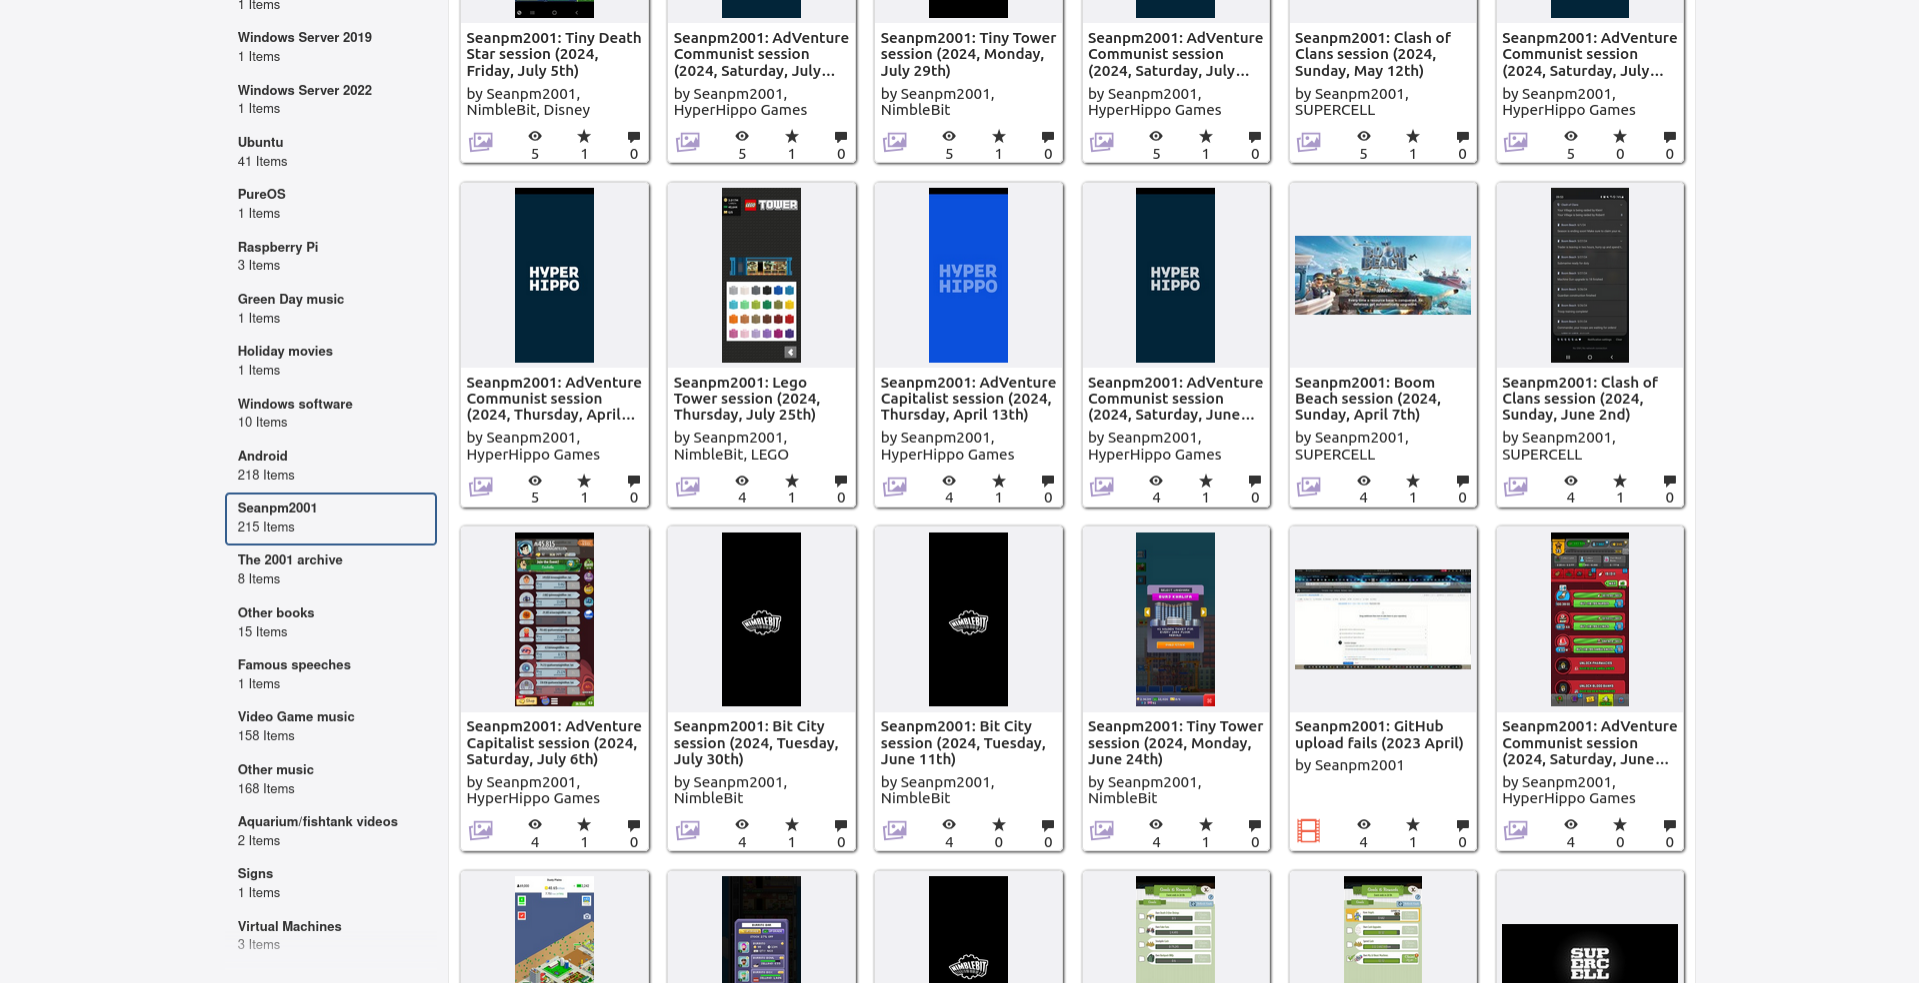 1 Items
Windows Server 2019
1 Items
Windows Server 2022
1 Items
Ubuntu
41 Items
PureOS
1 Items
Raspberry Pi
3 Items
Green Day music
1 Items
Holiday movies
1 Items
Windows software
10 Items
Android
218 Items
Seanpm2001
215 Items
The 2001 archive
8 Items
Other books
15 Items
Famous speeches
1 Items
Video Game music
158 Items
Other music
168 Items
Aquarium/fishtank videos
2 Items
Signs
1 Items
Virtual Machines
3 Items
Seanpm2001: Tiny Death
Star session (2024,
Friday, July 5th)
by Seanpm2001,
NimbleBit, Disney
5 1 0
Seanpm2001: AdVenture
Communist session
(2024, Saturday, July...
by Seanpm2001,
HyperHippo Games
5 1 0
Seanpm2001: Tiny Tower
session (2024, Monday,
July 29th)
by Seanpm2001,
NimbleBit
5 1 0
Seanpm2001: AdVenture
Communist session
(2024, Saturday, July...
by Seanpm2001,
HyperHippo Games
5 1 0
Seanpm2001: Clash of
Clans session (2024,
Sunday, May 12th)
by Seanpm2001,
SUPERCELL
5 1 0
Seanpm2001: AdVenture
Communist session
(2024, Saturday, July...
by Seanpm2001,
HyperHippo Games
5 0 0
HYPER
HIPPO
Seanpm2001: AdVenture
Communist session
(2024, Thursday, April...
by Seanpm2001,
HyperHippo Games
5 1 0
LEGO TOWER
Seanpm2001: Lego
Tower session (2024,
Thursday, July 25th)
by Seanpm2001,
NimbleBit, LEGO
4 1 0
HYPER
HIPPO
Seanpm2001: AdVenture
Capitalist session (2024,
Thursday, April 13th)
by Seanpm2001,
HyperHippo Games
4 1 0
HYPER
HIPPO
Seanpm2001: AdVenture
Communist session
(2024, Saturday, June...
by Seanpm2001,
HyperHippo Games
4 1 0
BOOM
BEACH
Seanpm2001: Boom
Beach session (2024,
Sunday, April 7th)
by Seanpm2001,
SUPERCELL
4 1 0
Seanpm2001: Clash of
Clans session (2024,
Sunday, June 2nd)
by Seanpm2001,
SUPERCELL
4 1 0
Seanpm2001: AdVenture
Capitalist session (2024,
Saturday, July 6th)
by Seanpm2001,
HyperHippo Games
4 1 0
NIMBLEBIT
Seanpm2001: Bit City
session (2024, Tuesday,
July 30th)
by Seanpm2001,
NimbleBit
4 1 0
NIMBLEBIT
Seanpm2001: Bit City
session (2024, Tuesday,
June 11th)
by Seanpm2001,
NimbleBit
4 0 0
Seanpm2001: Tiny Tower
session (2024, Monday,
June 24th)
by Seanpm2001,
NimbleBit
4 1 0
Seanpm2001: GitHub
upload fails (2023 April)
by Seanpm2001
4 1 0
Seanpm2001: AdVenture
Communist session
(2024, Saturday, June...
by Seanpm2001,
HyperHippo Games
4 0 0
NIMBLEBIT
SUP
ERC
ELL